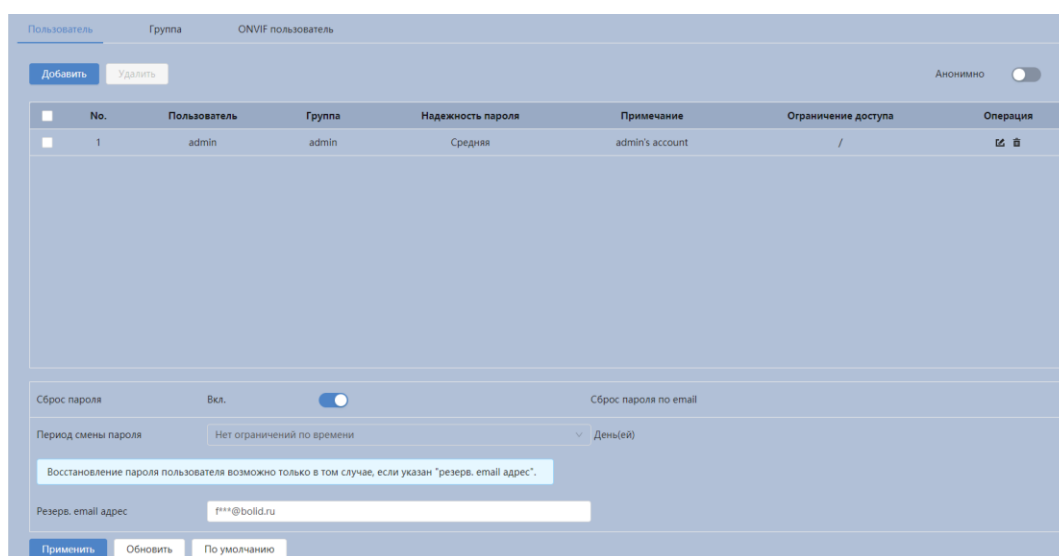 Пользователь Группа ONVIF пользователь
Добавить Удалить Анонимно
No. Пользователь Группа Надежность пароля Примечание Ограничение доступа Операция
1 admin admin Средняя admin's account /
Сброс пароля Вкл. Сброс пароля по email
Период смены пароля Нет ограничений по времени День(ей)
Восстановление пароля пользователя возможно только в том случае, если указан "резерв. email адрес".
Резерв. email адрес f***@bolid.ru
Применить Обновить По умолчанию